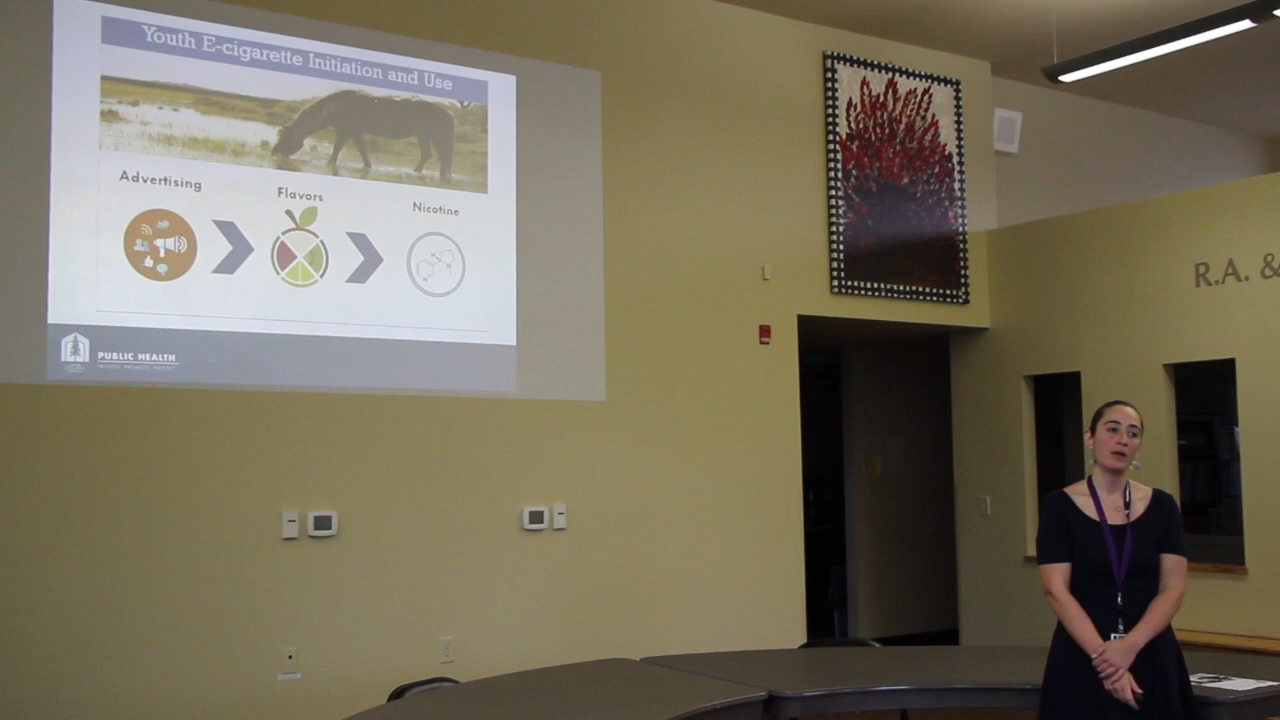 Youth E-cigarette Initiation and Use
Advertising
Flavors
Nicotine
N
N
PUBLIC HEALTH
R.A. &